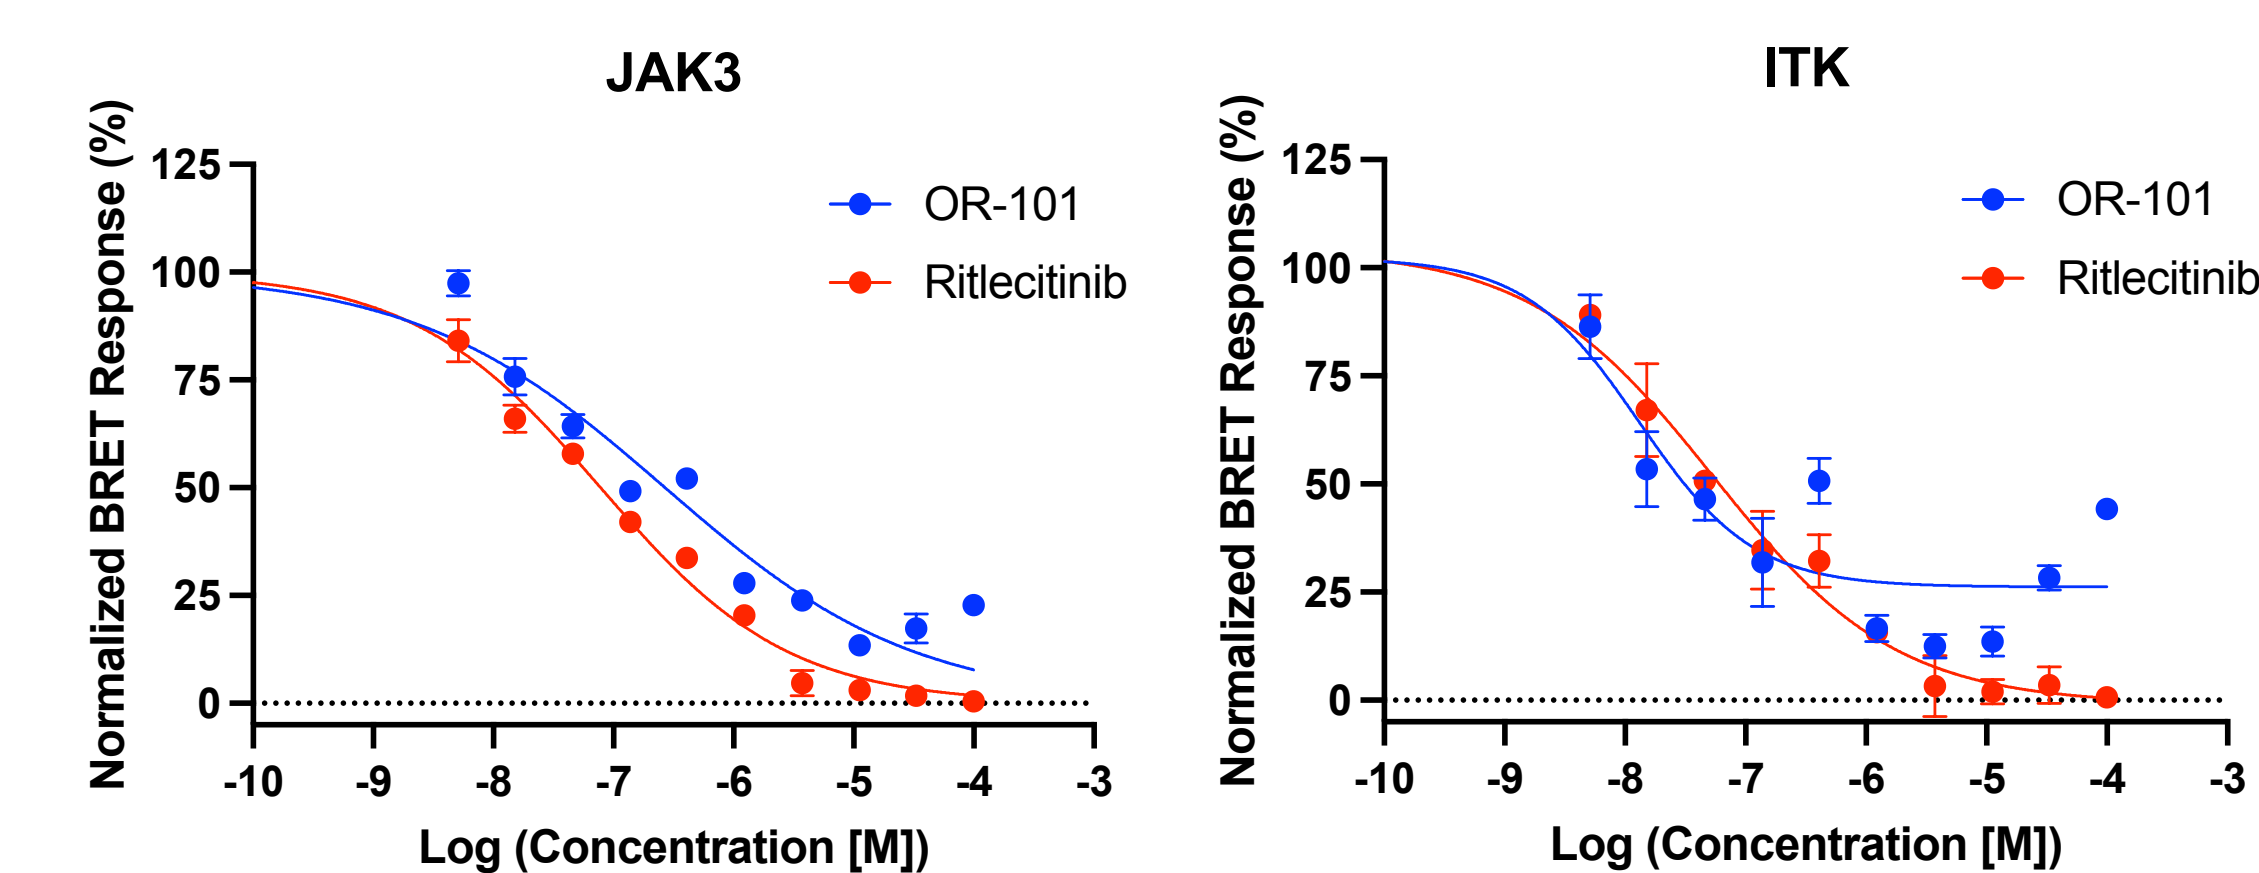 JAK3
Normalized BRET Response (%)
125
100
75
50
25
0
OR-101
Ritlecitinib
-10 -9 -8 -7 -6 -5 -4 -3
Log (Concentration [M])
ITK
Normalized BRET Response (%)
125
100
75
50
25
0
OR-101
Ritlecitinib
-10 -9 -8 -7 -6 -5 -4 -3
Log (Concentration [M])